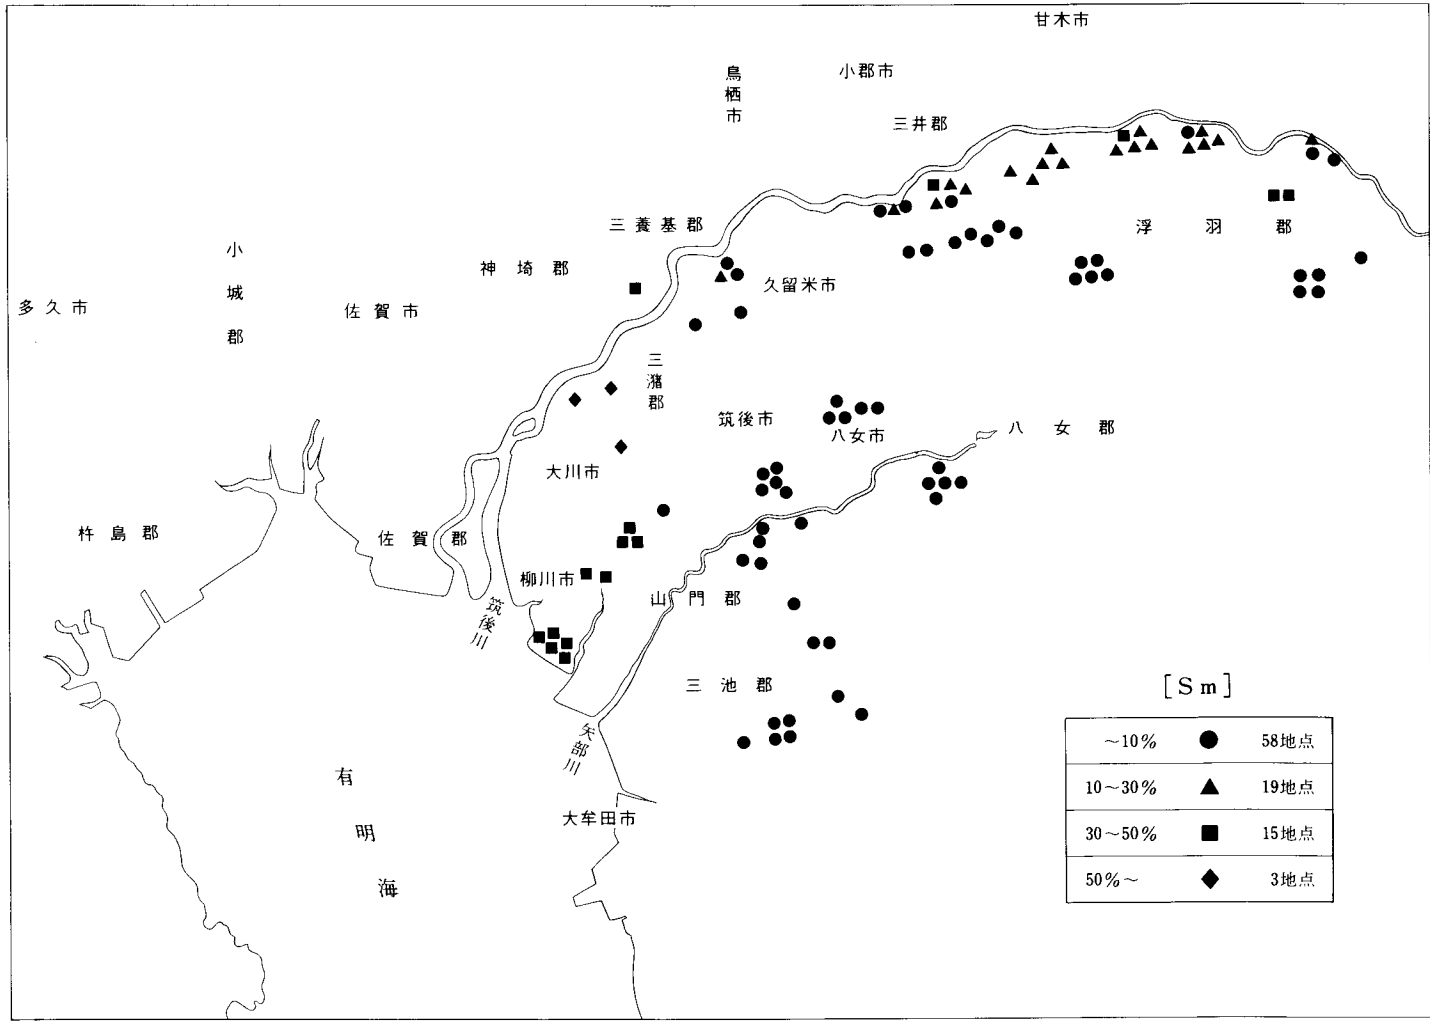 甘木市
小郡市
鳥栖市
三井郡
三養基郡
浮羽郡
小城郡
神埼郡
久留米市
多久市
佐賀市
三潴郡
筑後市
八女市
八女郡
大川市
杵島郡
佐賀郡
柳川市
山門郡
筑後川
三池郡
矢部川
有明海
大牟田市
[Sm]
～10% ● 58地点
10～30% ▲ 19地点
30～50% ■ 15地点
50%～ ◆ 3地点